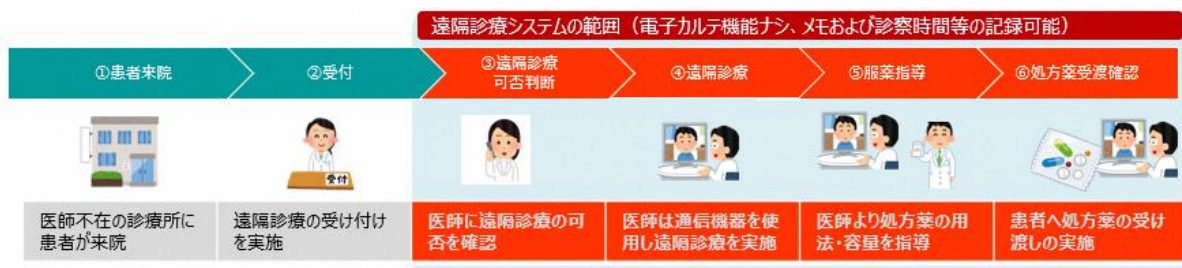 遠隔診療システムの範囲（電子カルテ機能ナシ、メモおよび診察時間等の記録可能）
①患者来院
②受付
③遠隔診療
可否判断
④遠隔診療
⑤服薬指導
⑥処方薬受渡確認
受付
医師不在の診療所に
患者が来院
遠隔診療の受け付け
を実施
医師に遠隔診療の可
否を確認
医師は通信機器を使
用し遠隔診療を実施
医師より処方薬の用
法・容量を指導
患者へ処方薬の受け
渡しの実施